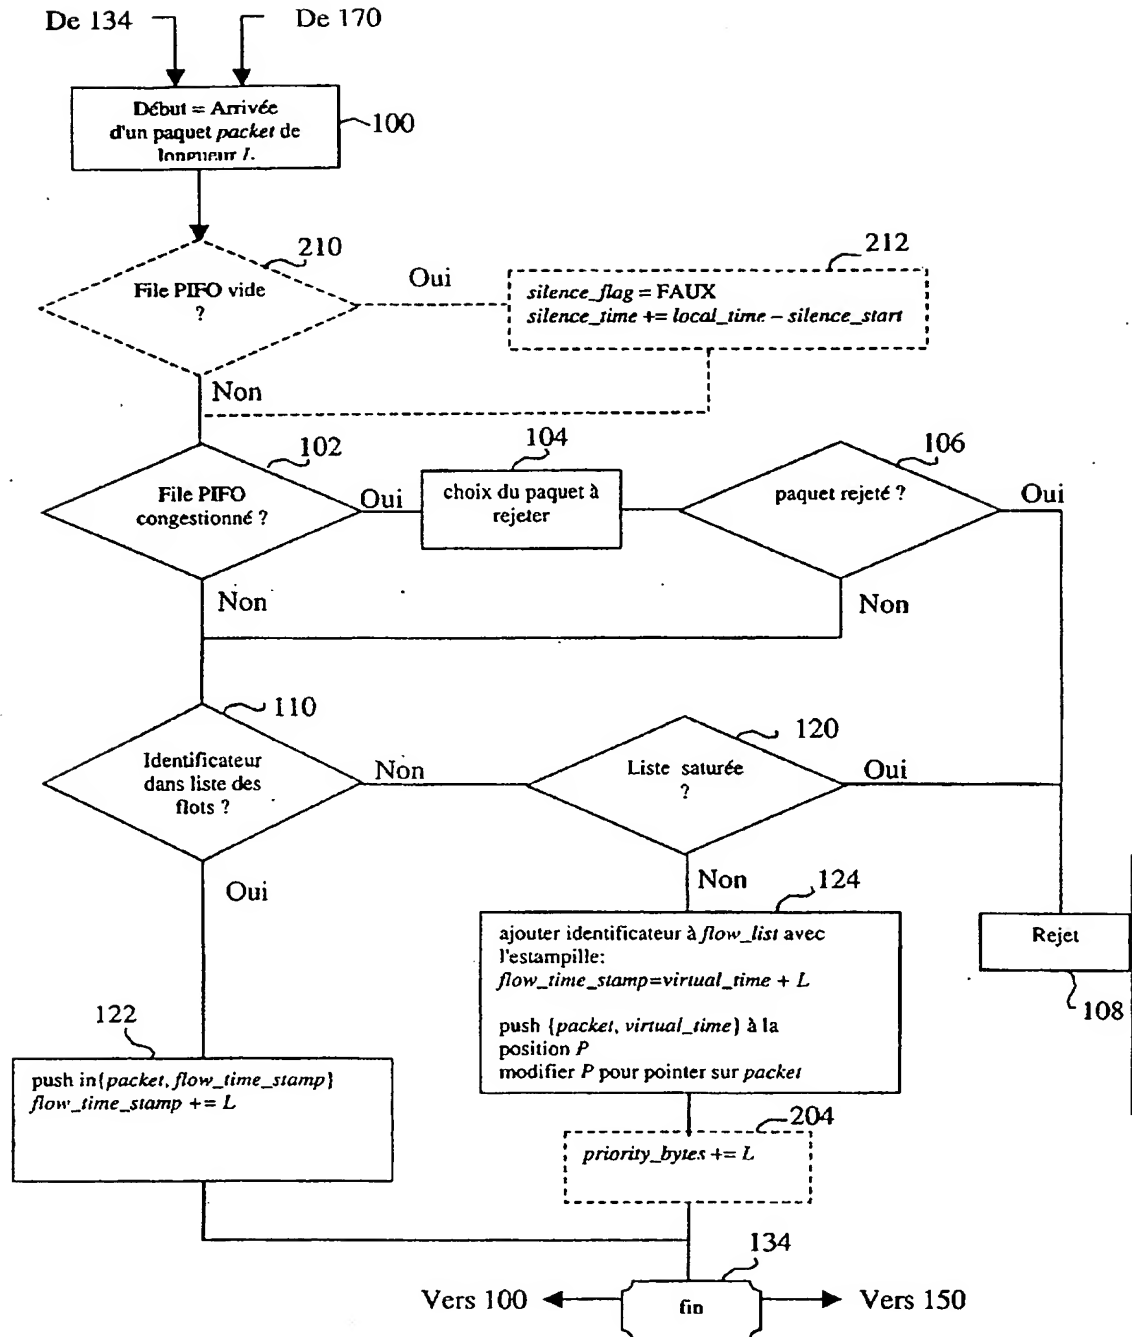 De 134
De 170
Début = Arrivée
d'un paquet packet de
longueur L
100
210
File PIFO vide
?
Oui
212
silence_flag = FAUX
silence_time += local_time – silence_start
Non
102
File PIFO
congestionné ?
Oui
104
choix du paquet à
rejeter
106
paquet rejeté ?
Oui
Non
Non
110
Identificateur
dans liste des
flots ?
Non
120
Liste saturée
?
Oui
Oui
Non
124
ajouter identificateur à flow_list avec
l'estampille:
flow_time_stamp=virtual_time + L
push {packet, virtual_time} à la
position P
modifier P pour pointer sur packet
Rejet
108
122
push in{packet, flow_time_stamp}
flow_time_stamp += L
204
priority_bytes += L
134
Vers 100
fin
Vers 150